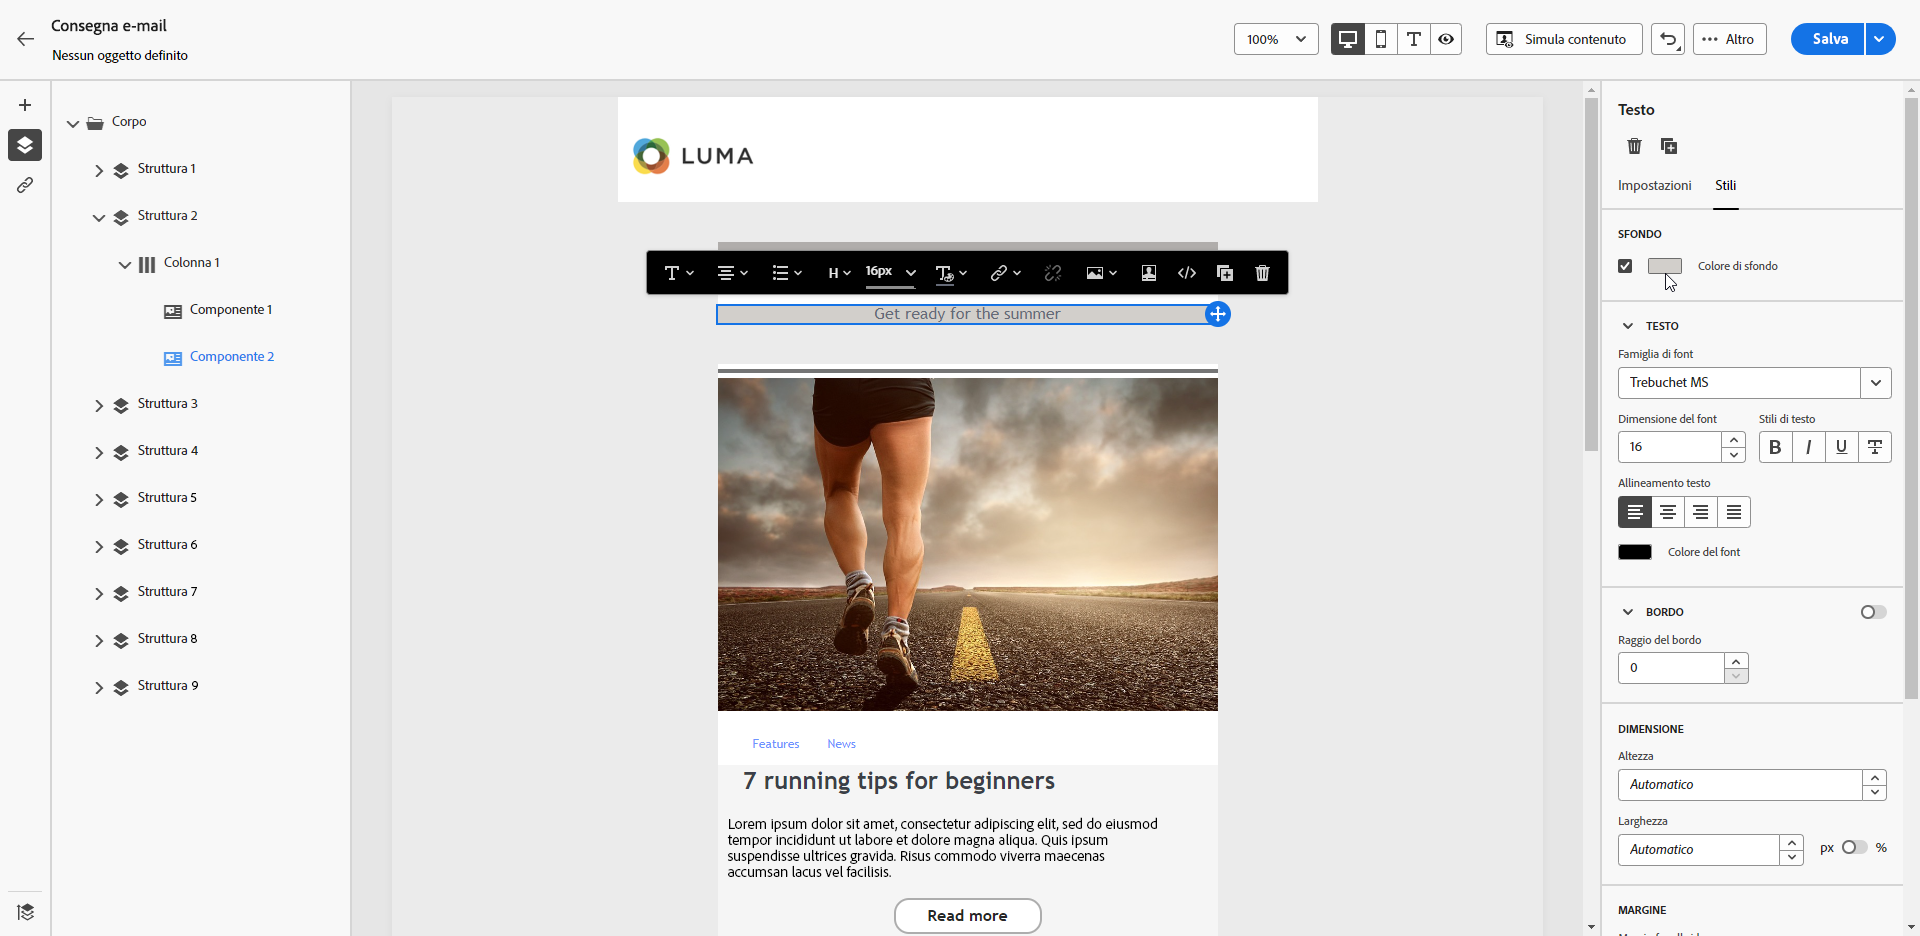 Consegna e-mail
Nessun oggetto definito
100%
Simula contenuto
Altro
Salva
Corpo
Struttura 1
Struttura 2
Colonna 1
Componente 1
Componente 2
Struttura 3
Struttura 4
Struttura 5
Struttura 6
Struttura 7
Struttura 8
Struttura 9
LUMA
H
16px
Get ready for the summer
Features
News
7 running tips for beginners
Lorem ipsum dolor sit amet, consectetur adipiscing elit, sed do eiusmod
tempor incididunt ut labore et dolore magna aliqua. Quis ipsum
suspendisse ultrices gravida. Risus commodo viverra maecenas
accumsan lacus vel facilisis.
Read more
Testo
Impostazioni
Stili
SFONDO
Colore di sfondo
TESTO
Famiglia di font
Trebuchet MS
Dimensione del font
Stili di testo
16
B I U T
Allineamento testo
Colore del font
BORDO
Raggio del bordo
0
DIMENSIONE
Altezza
Automatico
Larghezza
Automatico
px
%
MARGINE